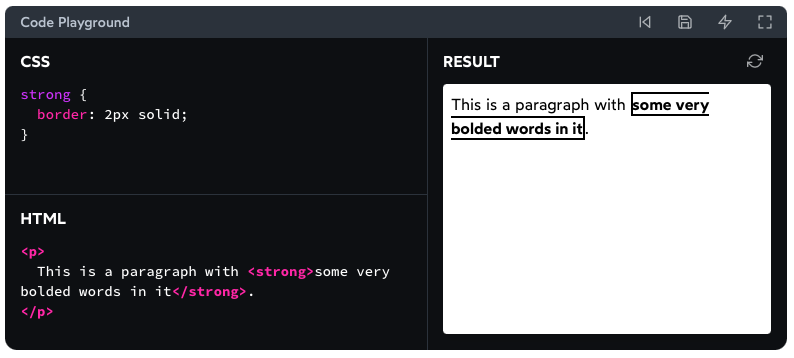 Code Playground
CSS
strong {
  border: 2px solid;
}
HTML
<p>
  This is a paragraph with <strong>some very
bolded words in it</strong>.
</p>
RESULT
This is a paragraph with some very
bolded words in it.